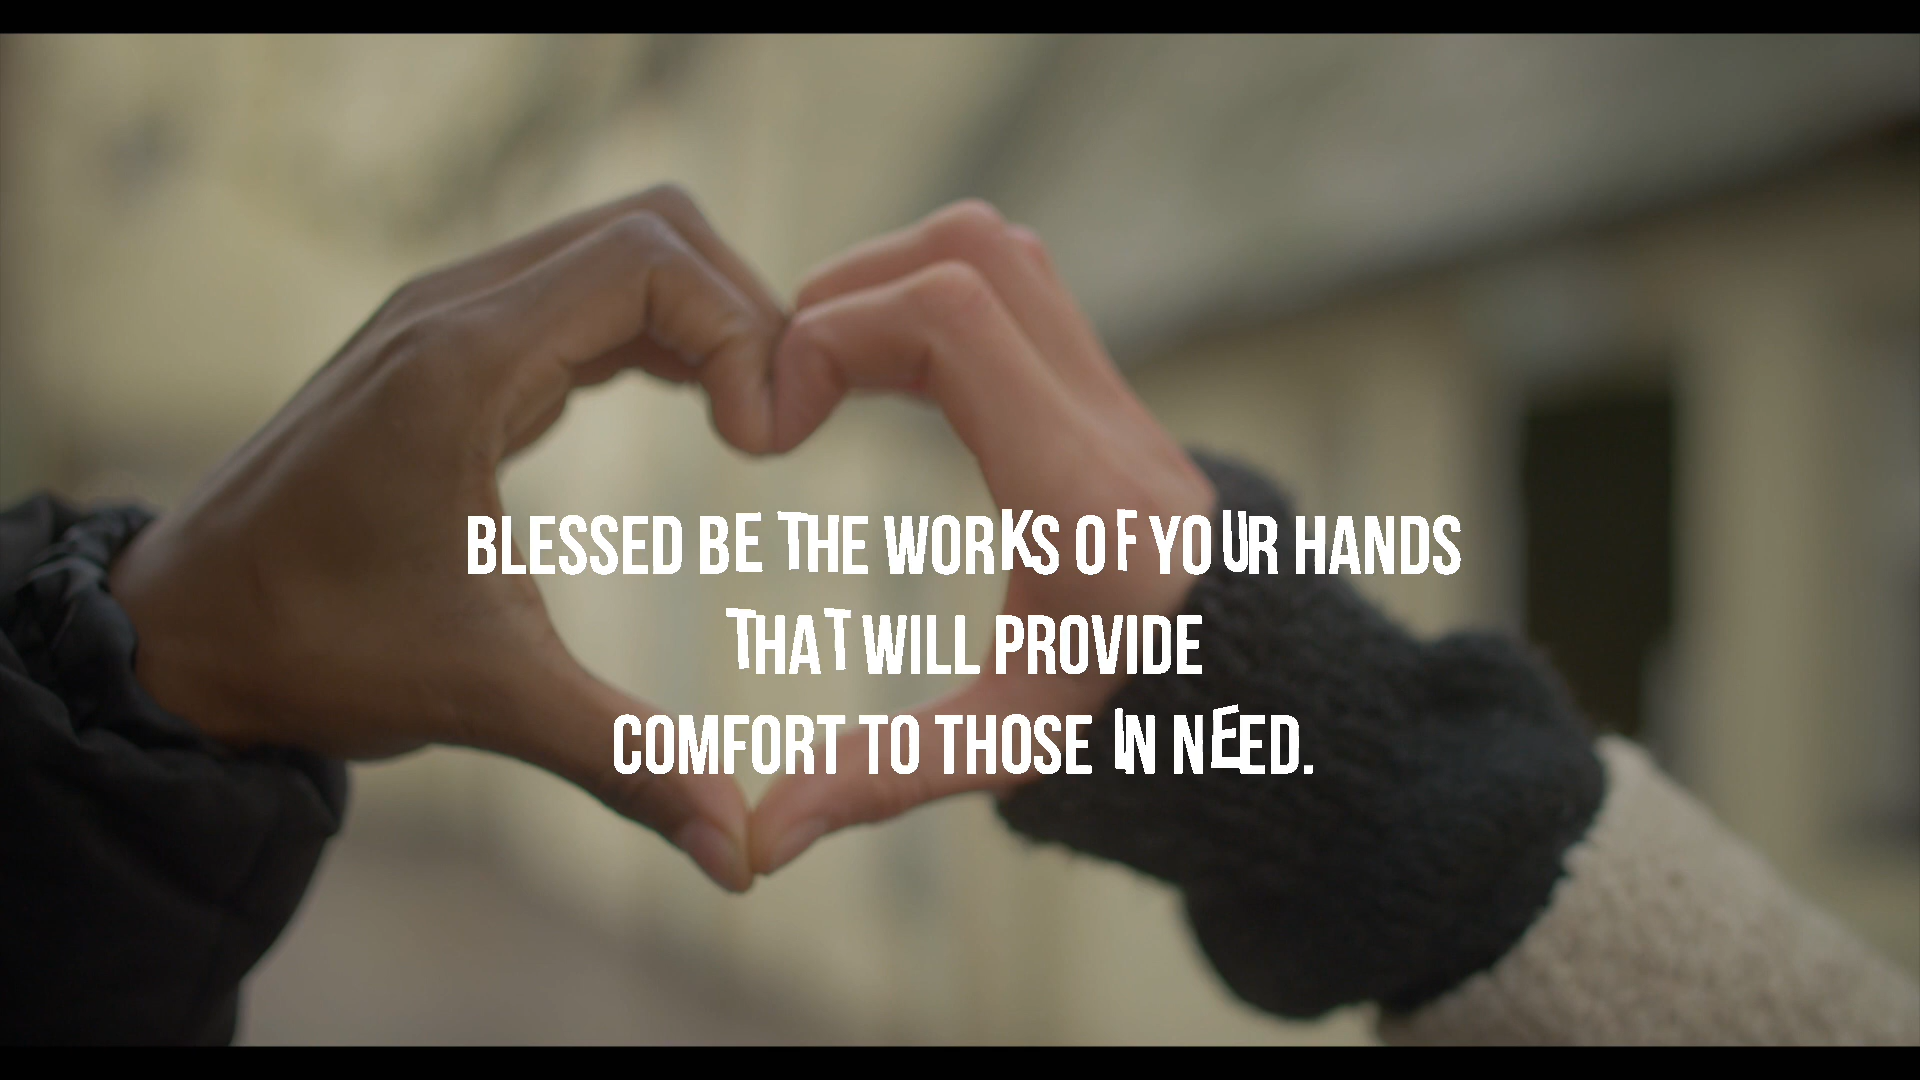 BLESSED BE THE WORKS OF YOUR HANDS
THAT WILL PROVIDE
COMFORT TO THOSE IN NEED.